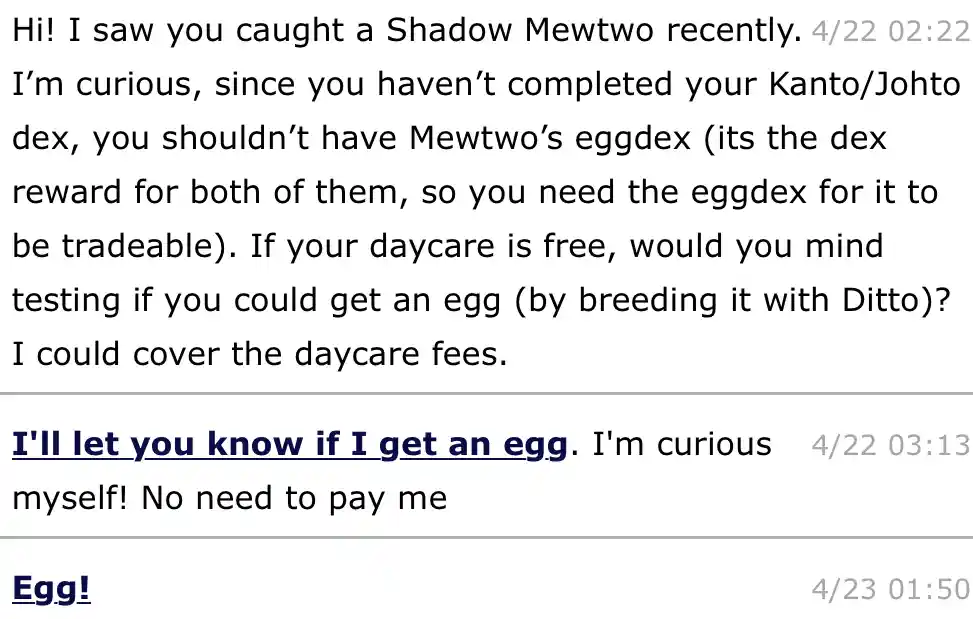 Hi! I saw you caught a Shadow Mewtwo recently. 4/22 02:22
I’m curious, since you haven’t completed your Kanto/Johto
dex, you shouldn’t have Mewtwo’s eggdex (its the dex
reward for both of them, so you need the eggdex for it to
be tradeable). If your daycare is free, would you mind
testing if you could get an egg (by breeding it with Ditto)?
I could cover the daycare fees.
I'll let you know if I get an egg. I'm curious 4/22 03:13
myself! No need to pay me
Egg! 4/23 01:50